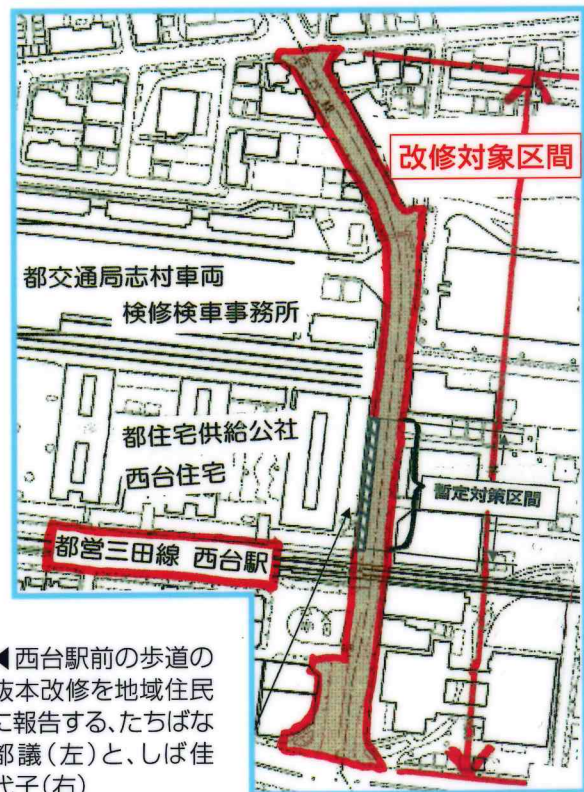 改修対象区間
都交通局志村車両
検修検車事務所
都住宅供給公社
西台住宅
暫定対策区間
都営三田線 西台駅
◀西台駅前の歩道の
抜本改修を地域住民
に報告する、たちばな
都議(左)と、しば佳
代子(右)